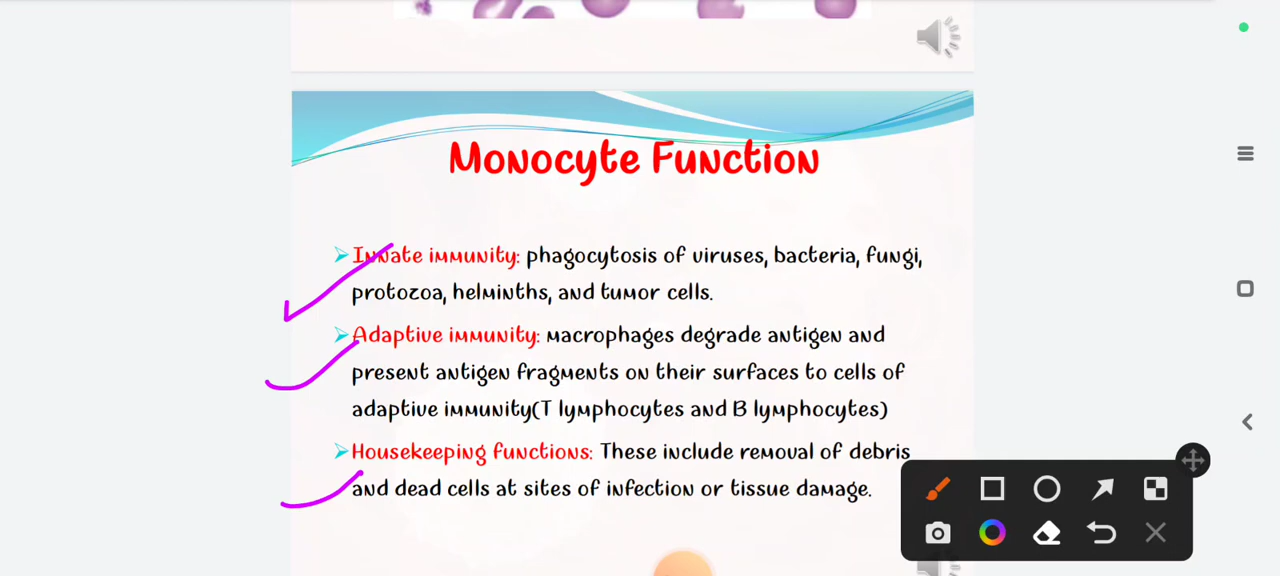 Monocyte Function
Innate immunity: phagocytosis of viruses, bacteria, fungi,
protozoa, helminths, and tumor cells.
Adaptive immunity: macrophages degrade antigen and
present antigen fragments on their surfaces to cells of
adaptive immunity(T lymphocytes and B lymphocytes)
Housekeeping functions: These include removal of debris
and dead cells at sites of infection or tissue damage.